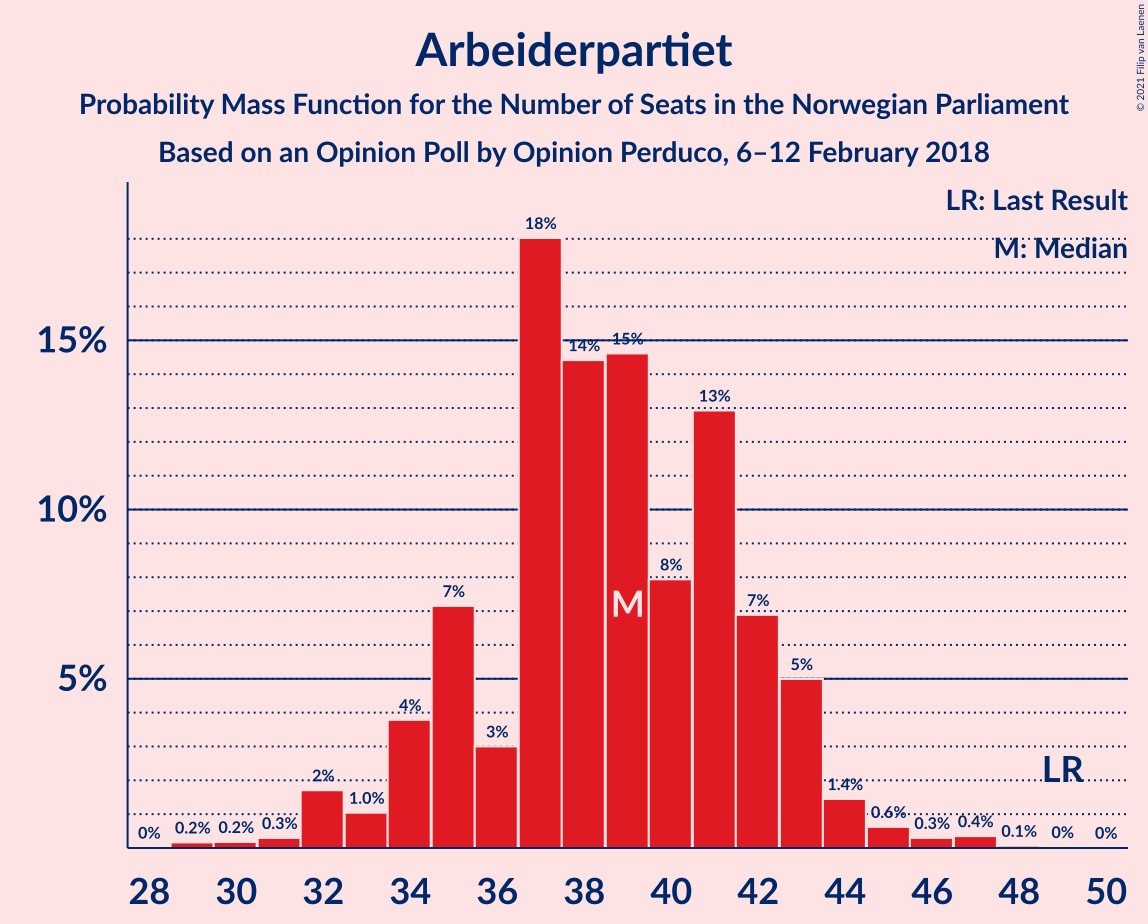 Arbeiderpartiet
Probability Mass Function for the Number of Seats in the Norwegian Parliament
Based on an Opinion Poll by Opinion Perduco, 6–12 February 2018
© 2021 Filip van Laenen
LR: Last Result
M: Median
15%
10%
5%
0%
0.2%
0.2%
0.3%
2%
1.0%
4%
7%
3%
18%
14%
15%
8%
13%
7%
5%
1.4%
0.6%
0.3%
0.4%
0.1%
0%
0%
M
LR
28 30 32 34 36 38 40 42 44 46 48 50